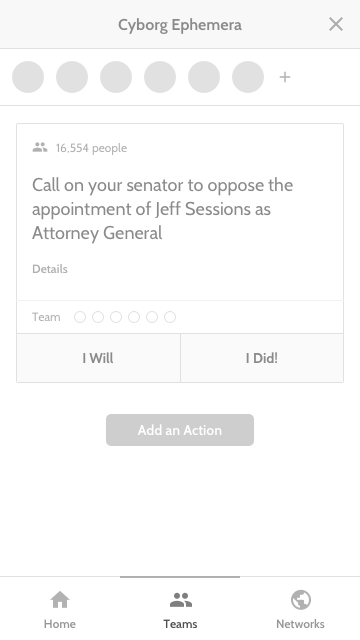 Cyborg Ephemera
16,554 people
Call on your senator to oppose the
appointment of Jeff Sessions as
Attorney General
Details
Team
I Will
I Did!
Add an Action
Home
Teams
Networks